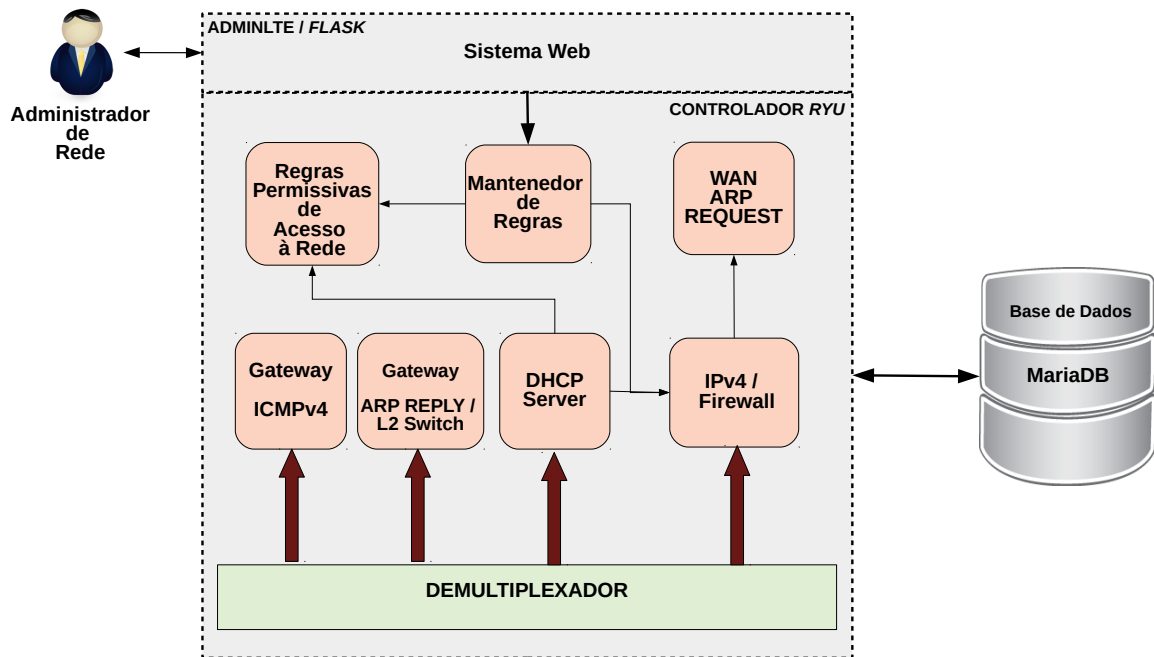 ADMINLTE / FLASK
Sistema Web
Administrador
de
Rede
CONTROLADOR RYU
Regras
Permissivas
de
Acesso
à Rede
Mantenedor
de
Regras
WAN
ARP
REQUEST
Gateway
ICMPv4
Gateway
ARP REPLY /
L2 Switch
DHCP
Server
IPv4 /
Firewall
Base de Dados
MariaDB
DEMULTIPLEXADOR